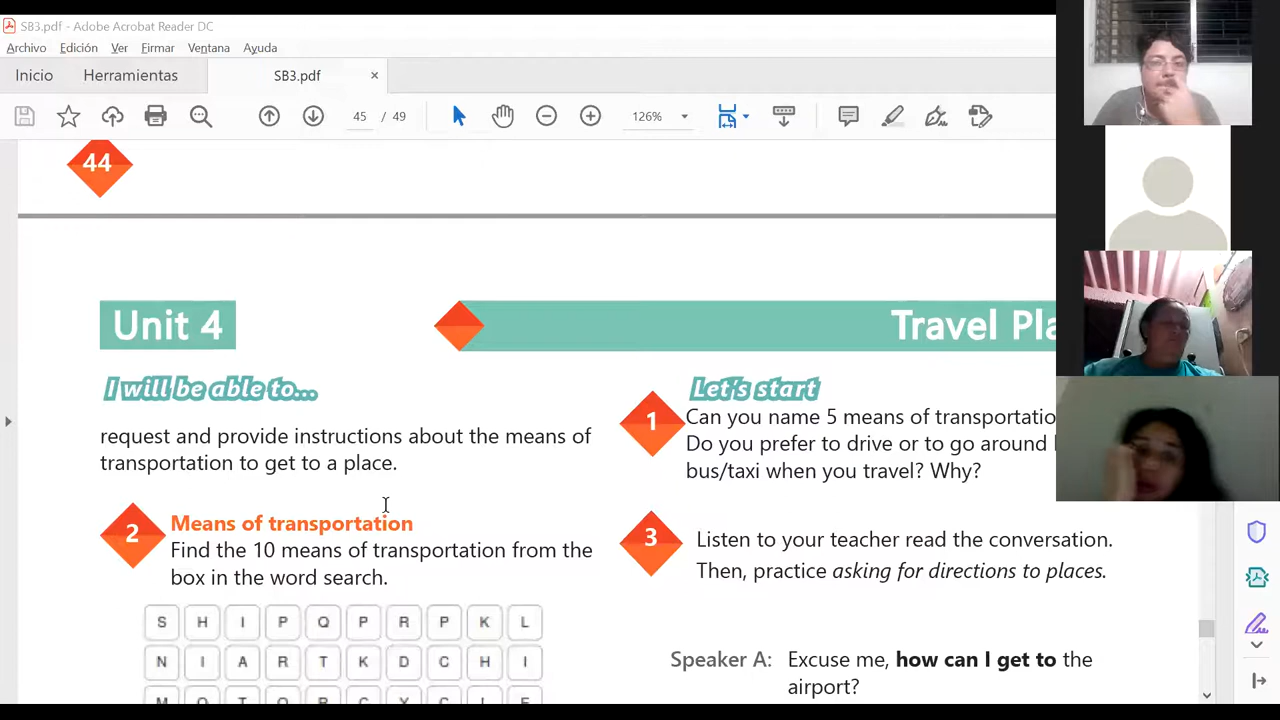 SB3.pdf - Adobe Acrobat Reader DC
Archivo Edición Ver Firmar Ventana Ayuda
Inicio Herramientas SB3.pdf ×
45 / 49 126%
44
Unit 4
Travel Pla
I will be able to...
request and provide instructions about the means of
transportation to get to a place.
Let's start
1 Can you name 5 means of transportatio
Do you prefer to drive or to go around
bus/taxi when you travel? Why?
2 Means of transportation
Find the 10 means of transportation from the
box in the word search.
S H I P Q P R P K L
N I A R T K D C H I
M O T O R C Y C L E
3 Listen to your teacher read the conversation.
Then, practice asking for directions to places.
Speaker A: Excuse me, how can I get to the
airport?